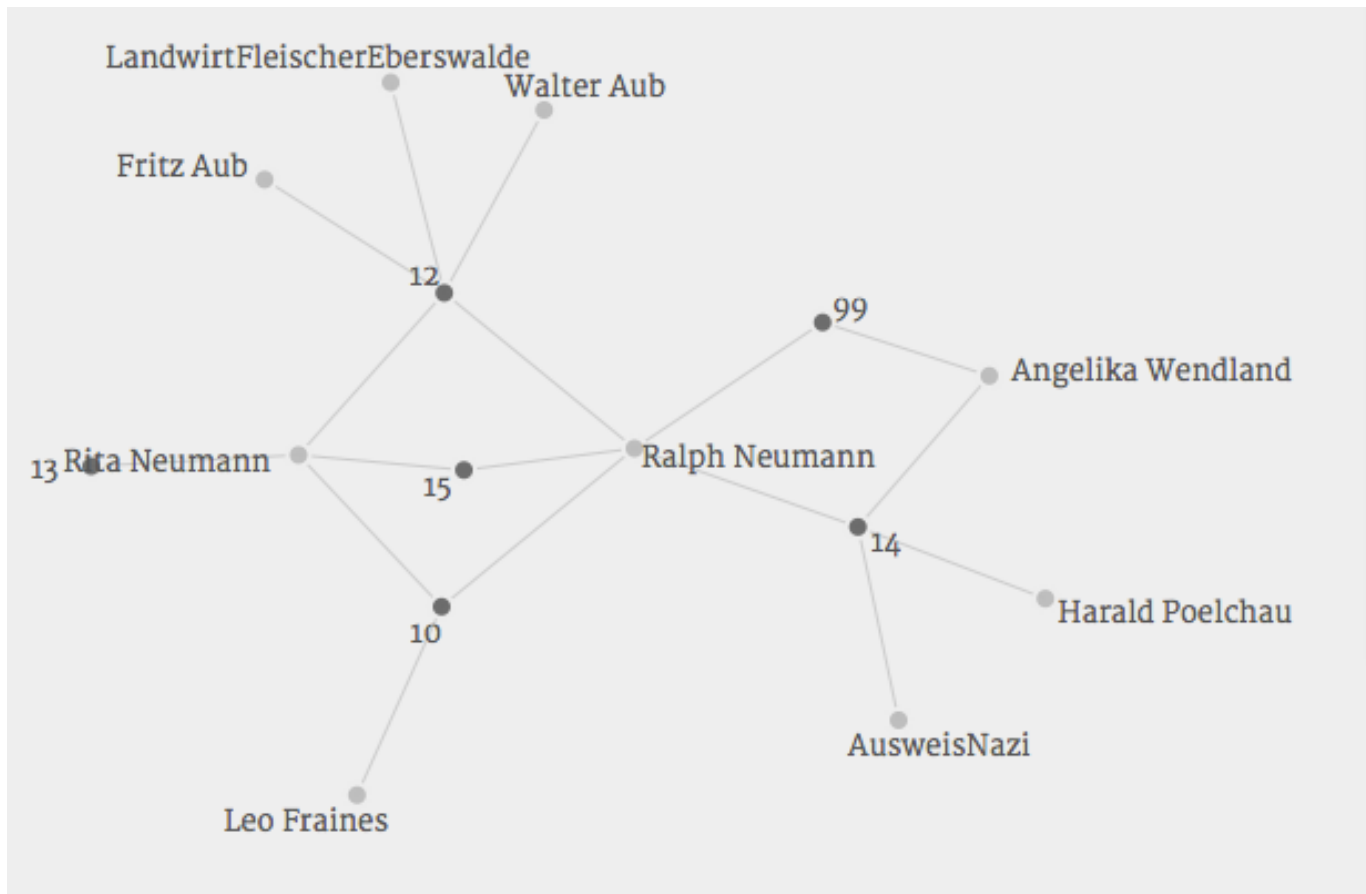 LandwirtFleischerEberswalde
Walter Aub
Fritz Aub
12
99
Angelika Wendland
Ralph Neumann
13 Rita Neumann
15
14
Harald Poelchau
10
AusweisNazi
Leo Fraines